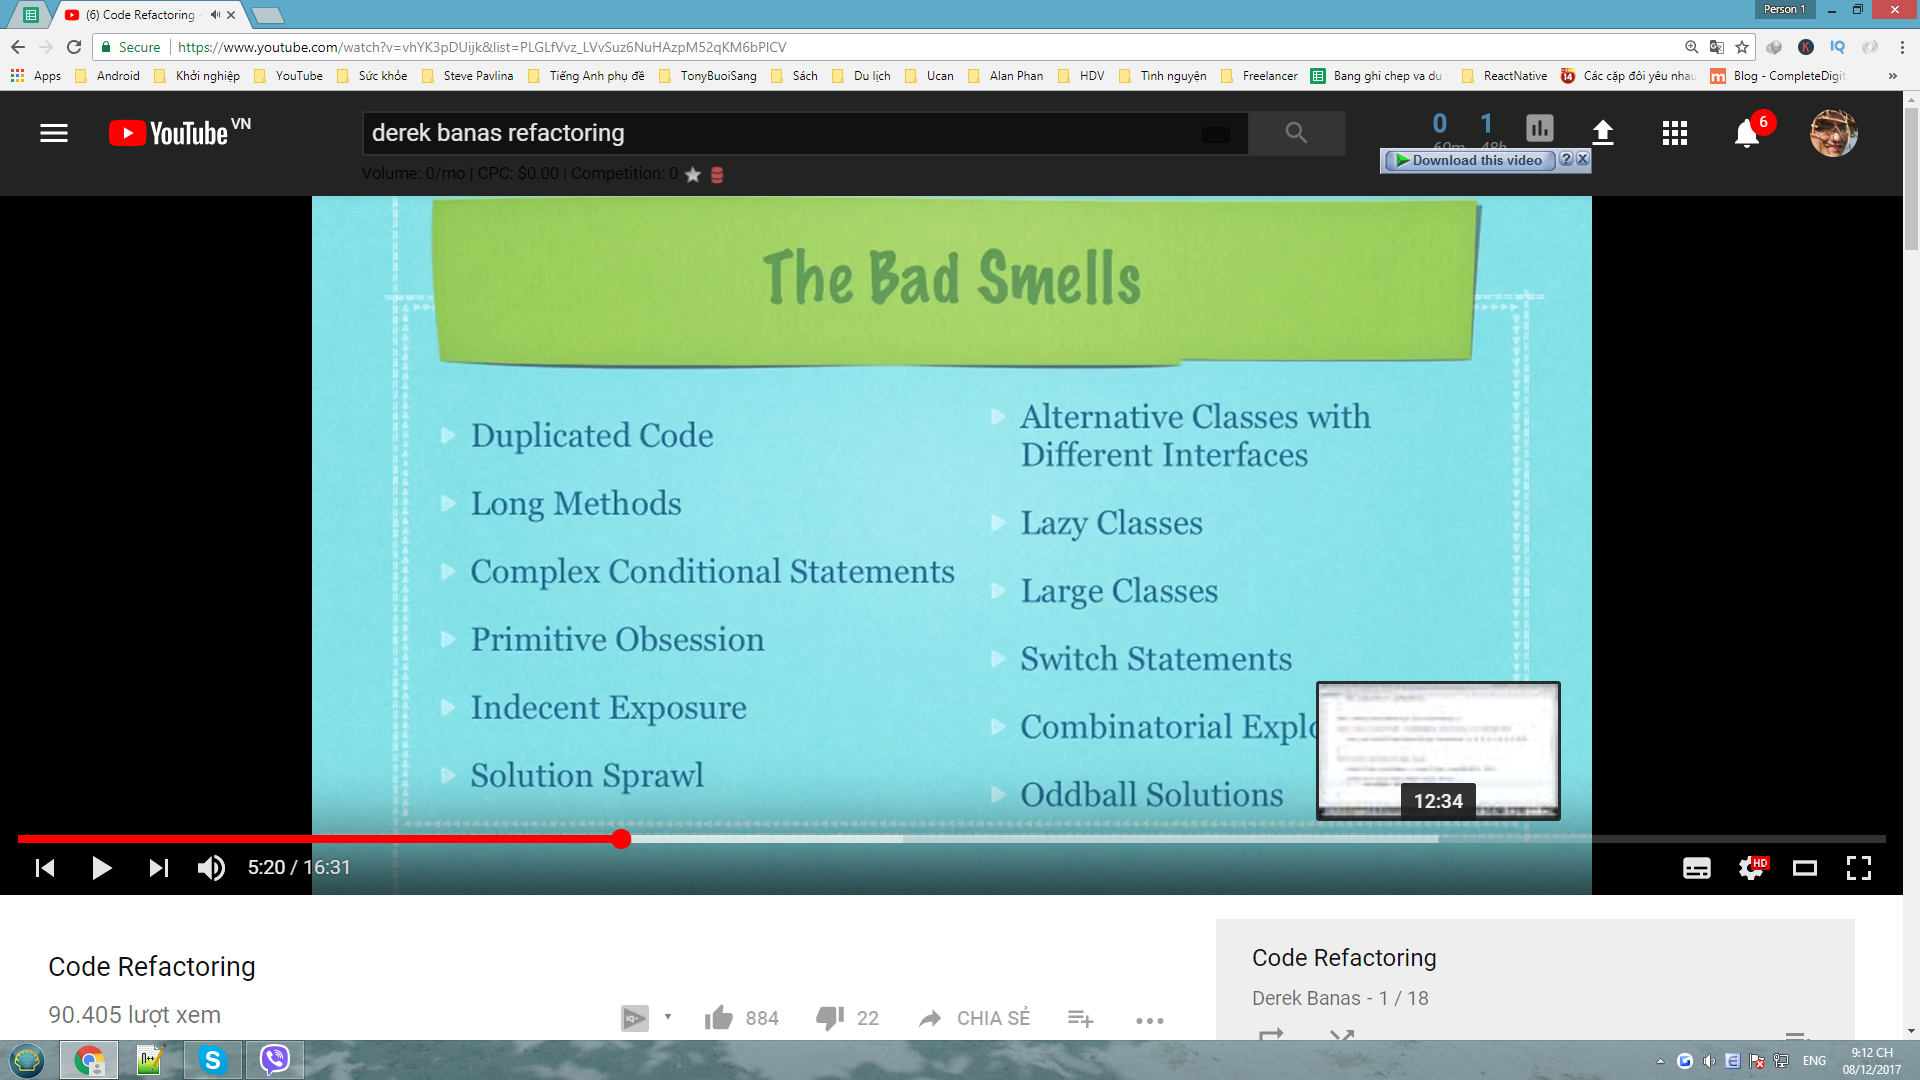 (6) Code Refactoring -
Person 1
Secure
https://www.youtube.com/watch?v=vhYK3pDUijk&list=PLGLfVvz_LVvSuz6NuHAzpM52qKM6bPlCV
Apps
Android
Khởi nghiệp
YouTube
Sức khỏe
Steve Pavlina
Tiếng Anh phụ đề
TonyBuoiSang
Sách
Du lịch
Ucan
Alan Phan
HDV
Tình nguyện
Freelancer
Bang ghi chep va du
ReactNative
Các cặp đôi yêu nhau
Blog - CompleteDigit
YouTube VN
derek banas refactoring
0
1
60m
48h
6
Download this video
Volume: 0/mo | CPC: $0.00 | Competition: 0
The Bad Smells
Duplicated Code
Long Methods
Complex Conditional Statements
Primitive Obsession
Indecent Exposure
Solution Sprawl
Alternative Classes with
Different Interfaces
Lazy Classes
Large Classes
Switch Statements
Combinatorial Explo
Oddball Solutions
12:34
5:20 / 16:31
HD
Code Refactoring
90.405 lượt xem
884
22
CHIA SẺ
Code Refactoring
Derek Banas - 1 / 18
ENG
9:12 CH
08/12/2017